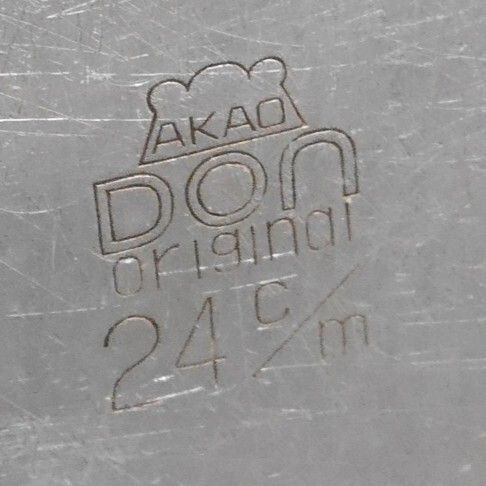 AKAO
DON
original
24 c/m